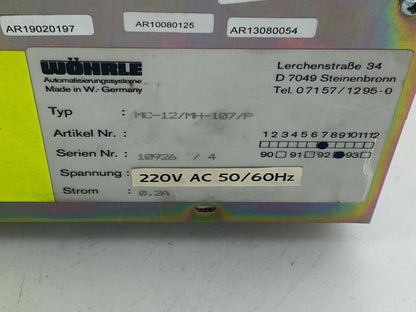 AR19020197
AR10080125
AR13080054
WÖHRLE
Automatisierungssysteme
Made in W.-Germany
Lerchenstraße 34
D 7049 Steinenbronn
Tel. 07157/1295-0
Typ : MC-12/MH-107/P
Artikel Nr. :
1 2 3 4 5 6 7 8 9 10 11 12
Serien Nr. : 10926 / 4
90 91 92 93
Spannung : 220V AC 50/60Hz
Strom : 0.2A